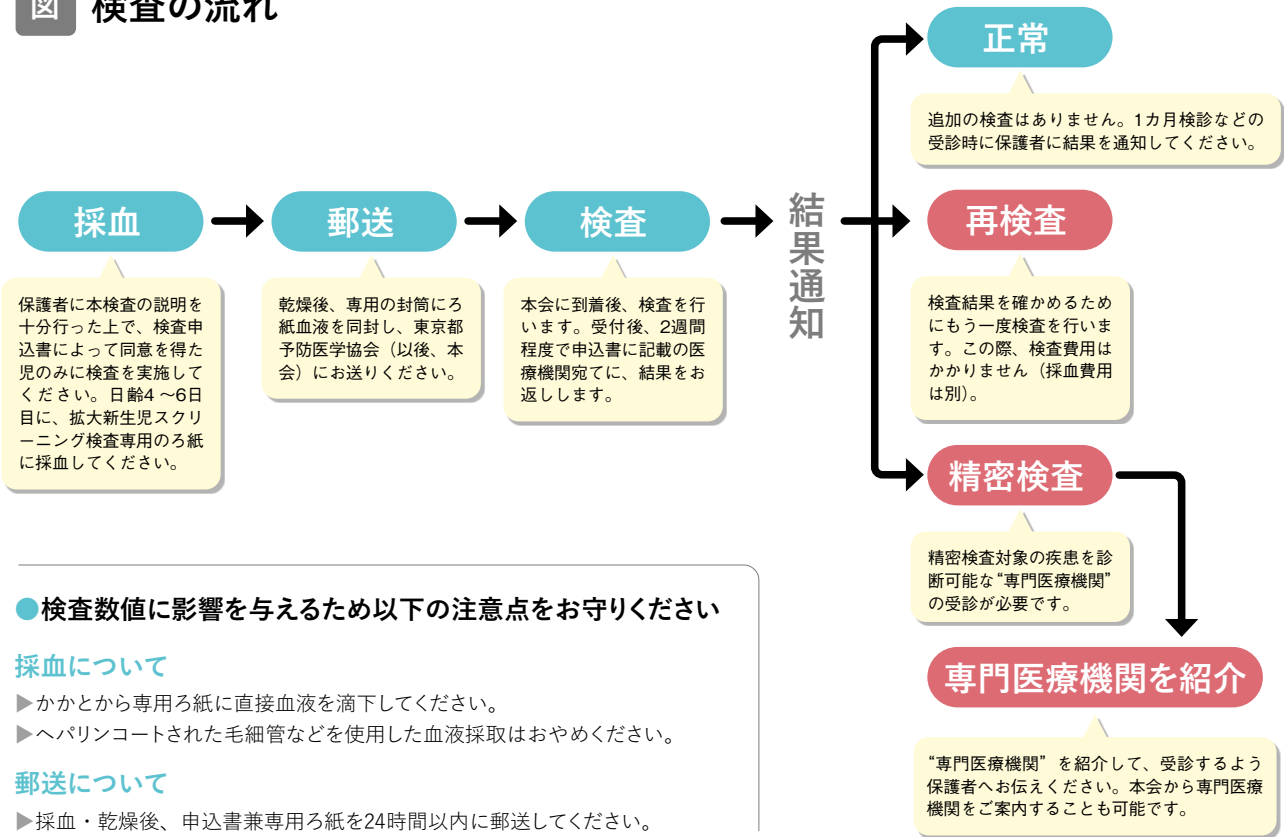 図 検査の流れ
採血
保護者に本検査の説明を
十分行った上で、検査申
込書によって同意を得た
児のみに検査を実施して
ください。日齢4～6日
目に、拡大新生児スクリ
ーニング検査専用のろ紙
に採血してください。
郵送
乾燥後、専用の封筒にろ
紙血液を同封し、東京都
予防医学協会（以後、本
会）にお送りください。
検査
本会に到着後、検査を行
います。受付後、2週間
程度で申込書に記載の医
療機関宛てに、結果をお
返しします。
結果通知
正常
追加の検査はありません。1カ月検診などの
受診時に保護者に結果を通知してください。
再検査
検査結果を確かめるため
にもう一度検査を行いま
す。この際、検査費用は
かかりません（採血費用
は別）。
精密検査
精密検査対象の疾患を診
断可能な“専門医療機関”
の受診が必要です。
専門医療機関を紹介
“専門医療機関”を紹介して、受診するよう
保護者へお伝えください。本会から専門医療
機関をご案内することも可能です。
●検査数値に影響を与えるため以下の注意点をお守りください
採血について
▶かかとから専用ろ紙に直接血液を滴下してください。
▶ヘパリンコートされた毛細管などを使用した血液採取はおやめください。
郵送について
▶採血・乾燥後、申込書兼専用ろ紙を24時間以内に郵送してください。